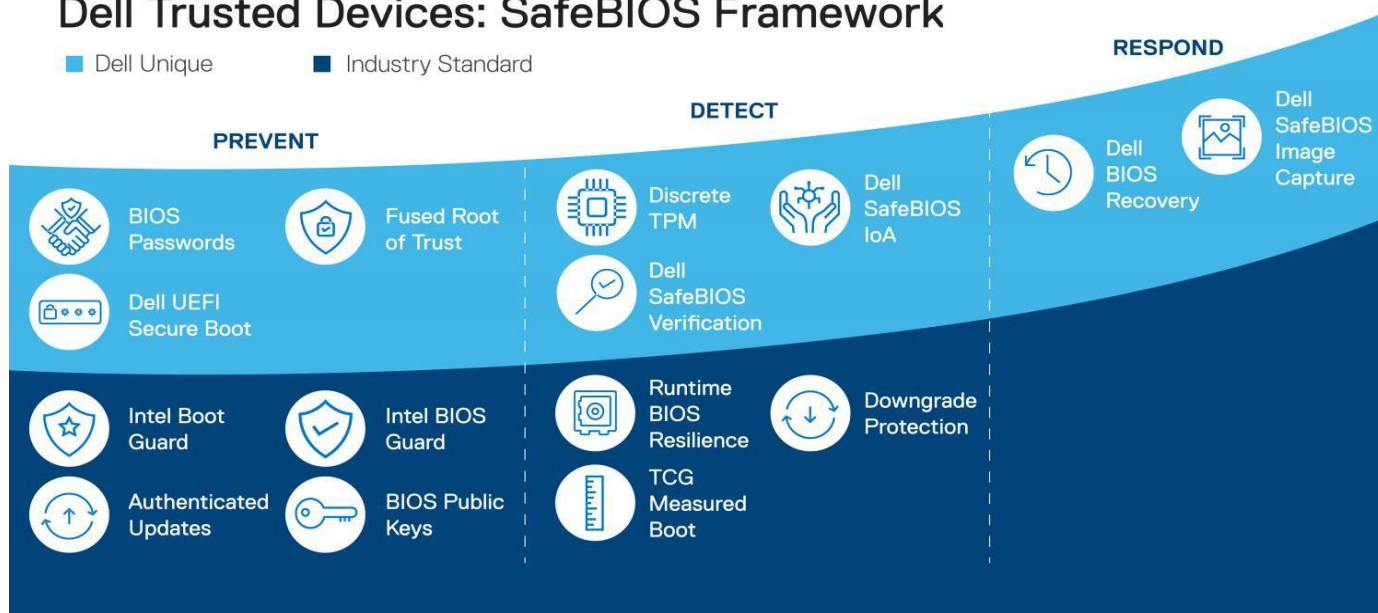 Dell Trusted Devices: SafeBIOS Framework
Dell Unique
Industry Standard
PREVENT
BIOS
Passwords
Fused Root
of Trust
Dell UEFI
Secure Boot
Intel Boot
Guard
Intel BIOS
Guard
Authenticated
Updates
BIOS Public
Keys
DETECT
Discrete
TPM
Dell
SafeBIOS
IoA
Dell
SafeBIOS
Verification
Runtime
BIOS
Resilience
Downgrade
Protection
TCG
Measured
Boot
RESPOND
Dell
BIOS
Recovery
Dell
SafeBIOS
Image
Capture